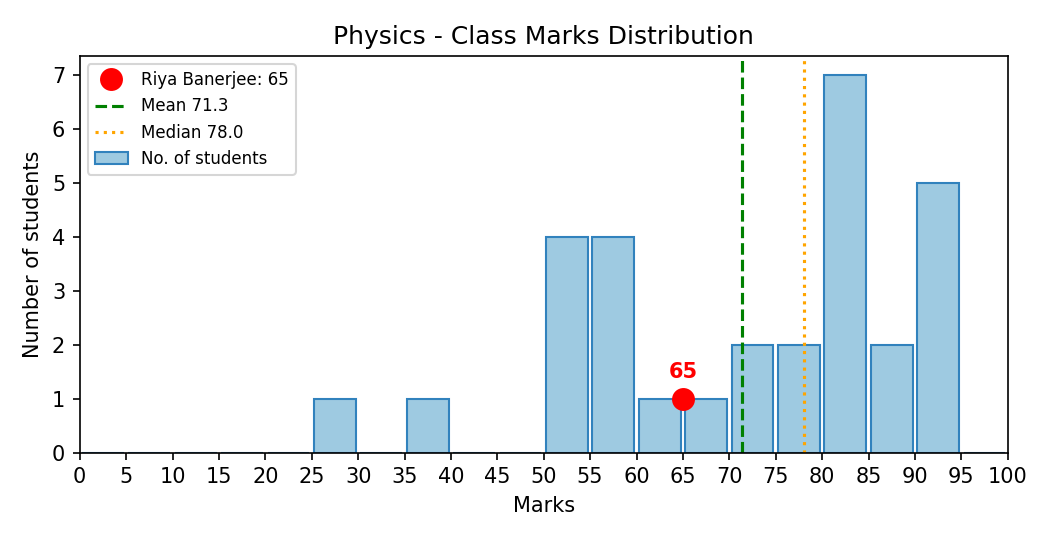 Physics - Class Marks Distribution
Riya Banerjee: 65
Mean 71.3
Median 78.0
No. of students
Number of students
7
6
5
4
3
2
1
0
65
0 5 10 15 20 25 30 35 40 45 50 55 60 65 70 75 80 85 90 95 100
Marks